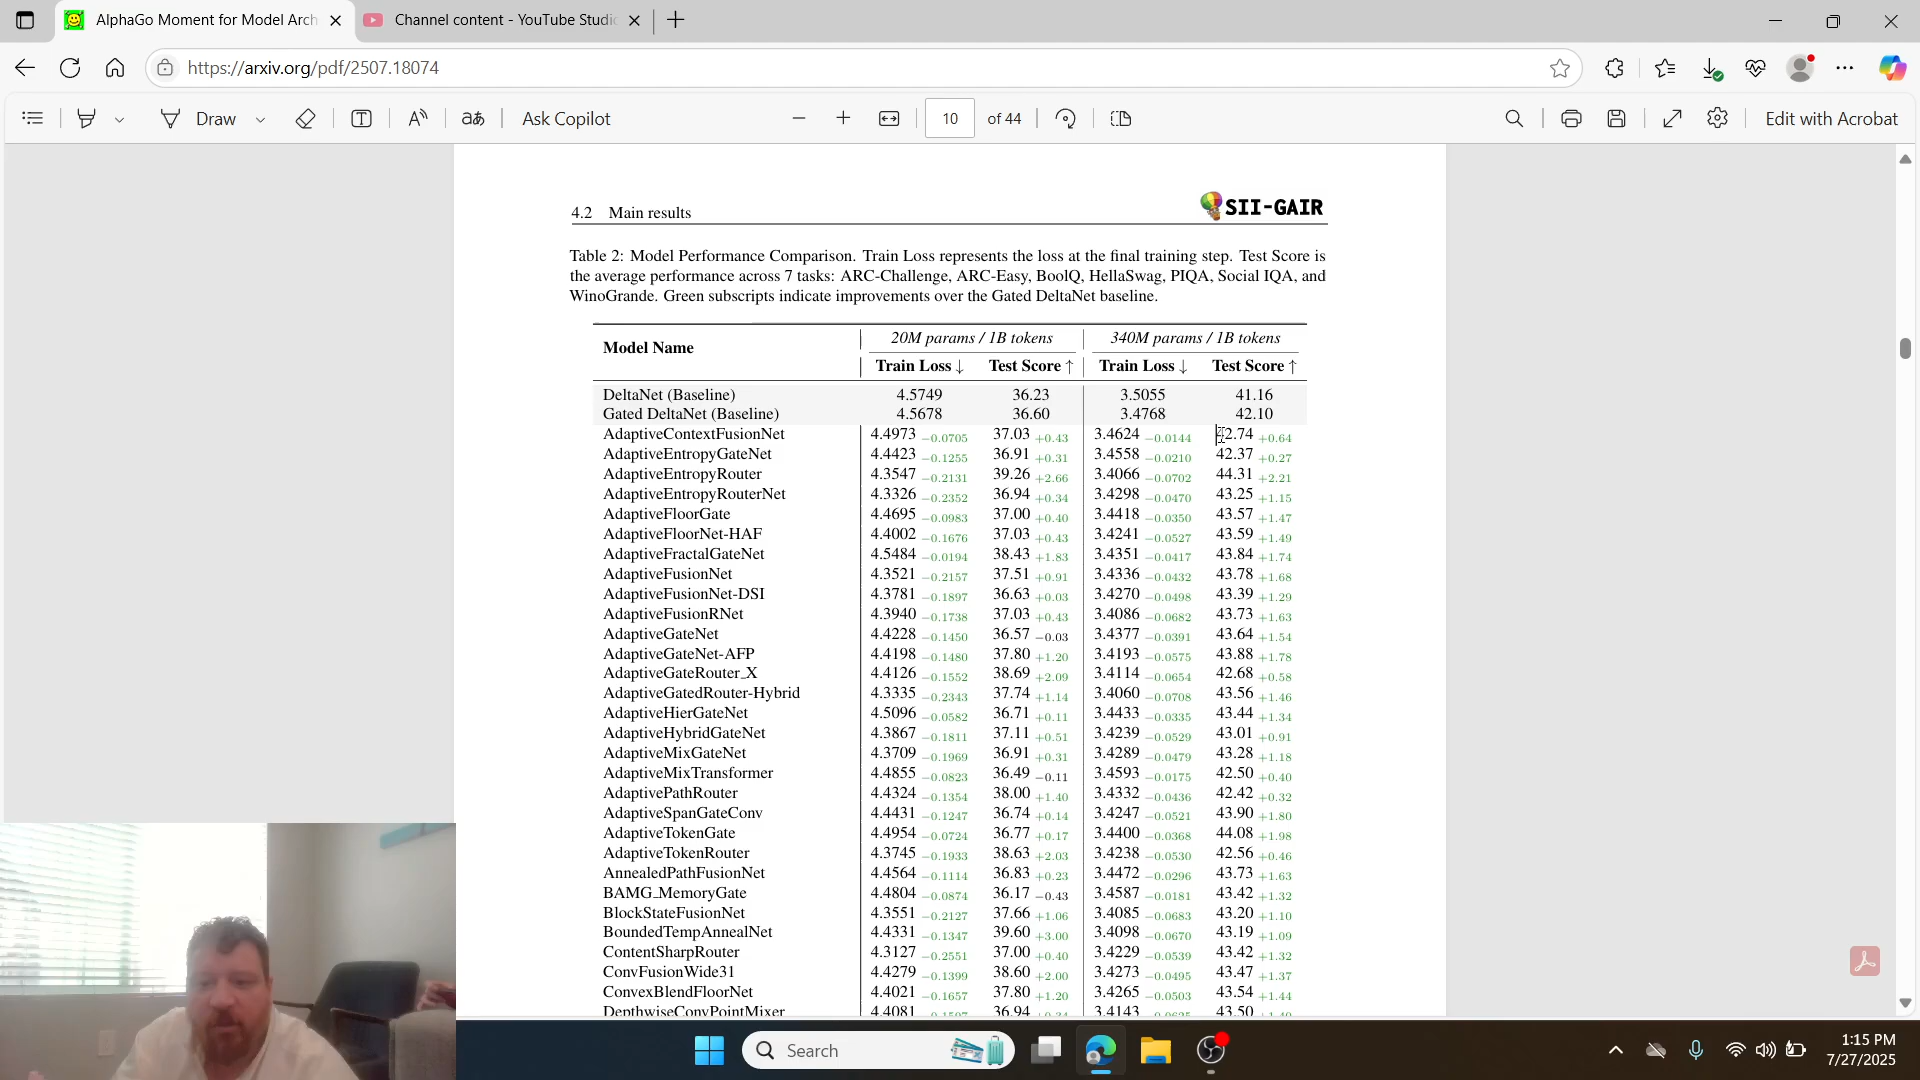 AlphaGo Moment for Model Arch
Channel content - YouTube Studio
https://arxiv.org/pdf/2507.18074
Draw
Ask Copilot
10 of 44
Edit with Acrobat
4.2 Main results
SII-GAIR
Table 2: Model Performance Comparison. Train Loss represents the loss at the final training step. Test Score is
the average performance across 7 tasks: ARC-Challenge, ARC-Easy, BoolQ, HellaSwag, PIQA, Social IQA, and
WinoGrande. Green subscripts indicate improvements over the Gated DeltaNet baseline.
Model Name 20M params / 1B tokens 340M params / 1B tokens
Train Loss ↓ Test Score ↑ Train Loss ↓ Test Score ↑
DeltaNet (Baseline) 4.5749 36.23 3.5055 41.16
Gated DeltaNet (Baseline) 4.5678 36.60 3.4768 42.10
AdaptiveContextFusionNet 4.4973 −0.0705 37.03 +0.43 3.4624 −0.0144 42.74 +0.64
AdaptiveEntropyGateNet 4.4423 −0.1255 36.91 +0.31 3.4558 −0.0210 42.37 +0.27
AdaptiveEntropyRouter 4.3547 −0.2131 39.26 +2.66 3.4066 −0.0702 44.31 +2.21
AdaptiveEntropyRouterNet 4.3326 −0.2352 36.94 +0.34 3.4298 −0.0470 43.25 +1.15
AdaptiveFloorGate 4.4695 −0.0983 37.00 +0.40 3.4418 −0.0350 43.57 +1.47
AdaptiveFloorNet-HAF 4.4002 −0.1676 37.03 +0.43 3.4241 −0.0527 43.59 +1.49
AdaptiveFractalGateNet 4.5484 −0.0194 38.43 +1.83 3.4351 −0.0417 43.84 +1.74
AdaptiveFusionNet 4.3521 −0.2157 37.51 +0.91 3.4336 −0.0432 43.78 +1.68
AdaptiveFusionNet-DSI 4.3781 −0.1897 36.63 +0.03 3.4270 −0.0498 43.39 +1.29
AdaptiveFusionRNet 4.3940 −0.1738 37.03 +0.43 3.4086 −0.0682 43.73 +1.63
AdaptiveGateNet 4.4228 −0.1450 36.57 −0.03 3.4377 −0.0391 43.64 +1.54
AdaptiveGateNet-AFP 4.4198 −0.1480 37.80 +1.20 3.4193 −0.0575 43.88 +1.78
AdaptiveGateRouter_X 4.4126 −0.1552 38.69 +2.09 3.4114 −0.0654 42.68 +0.58
AdaptiveGatedRouter-Hybrid 4.3335 −0.2343 37.74 +1.14 3.4060 −0.0708 43.56 +1.46
AdaptiveHierGateNet 4.5096 −0.0582 36.71 +0.11 3.4433 −0.0335 43.44 +1.34
AdaptiveHybridGateNet 4.3867 −0.1811 37.11 +0.51 3.4239 −0.0529 43.01 +0.91
AdaptiveMixGateNet 4.3709 −0.1969 36.91 +0.31 3.4289 −0.0479 43.28 +1.18
AdaptiveMixTransformer 4.4855 −0.0823 36.49 −0.11 3.4593 −0.0175 42.50 +0.40
AdaptivePathRouter 4.4324 −0.1354 38.00 +1.40 3.4332 −0.0436 42.42 +0.32
AdaptiveSpanGateConv 4.4431 −0.1247 36.74 +0.14 3.4247 −0.0521 43.90 +1.80
AdaptiveTokenGate 4.4954 −0.0724 36.77 +0.17 3.4400 −0.0368 44.08 +1.98
AdaptiveTokenRouter 4.3745 −0.1933 38.63 +2.03 3.4238 −0.0530 42.56 +0.46
AnnealedPathFusionNet 4.4564 −0.1114 36.83 +0.23 3.4472 −0.0296 43.73 +1.63
BAMG_MemoryGate 4.4804 −0.0874 36.17 −0.43 3.4587 −0.0181 43.42 +1.32
BlockStateFusionNet 4.3551 −0.2127 37.66 +1.06 3.4085 −0.0683 43.20 +1.10
BoundedTempAnnealNet 4.4331 −0.1347 39.60 +3.00 3.4098 −0.0670 43.19 +1.09
ContentSharpRouter 4.3127 −0.2551 37.00 +0.40 3.4229 −0.0539 43.42 +1.32
ConvFusionWide31 4.4279 −0.1399 38.60 +2.00 3.4273 −0.0495 43.47 +1.37
ConvexBlendFloorNet 4.4021 −0.1657 37.80 +1.20 3.4265 −0.0503 43.54 +1.44
DepthwiseConvPointMixer 4.4081 36.94 3.4143 43.50
Search
1:15 PM
7/27/2025